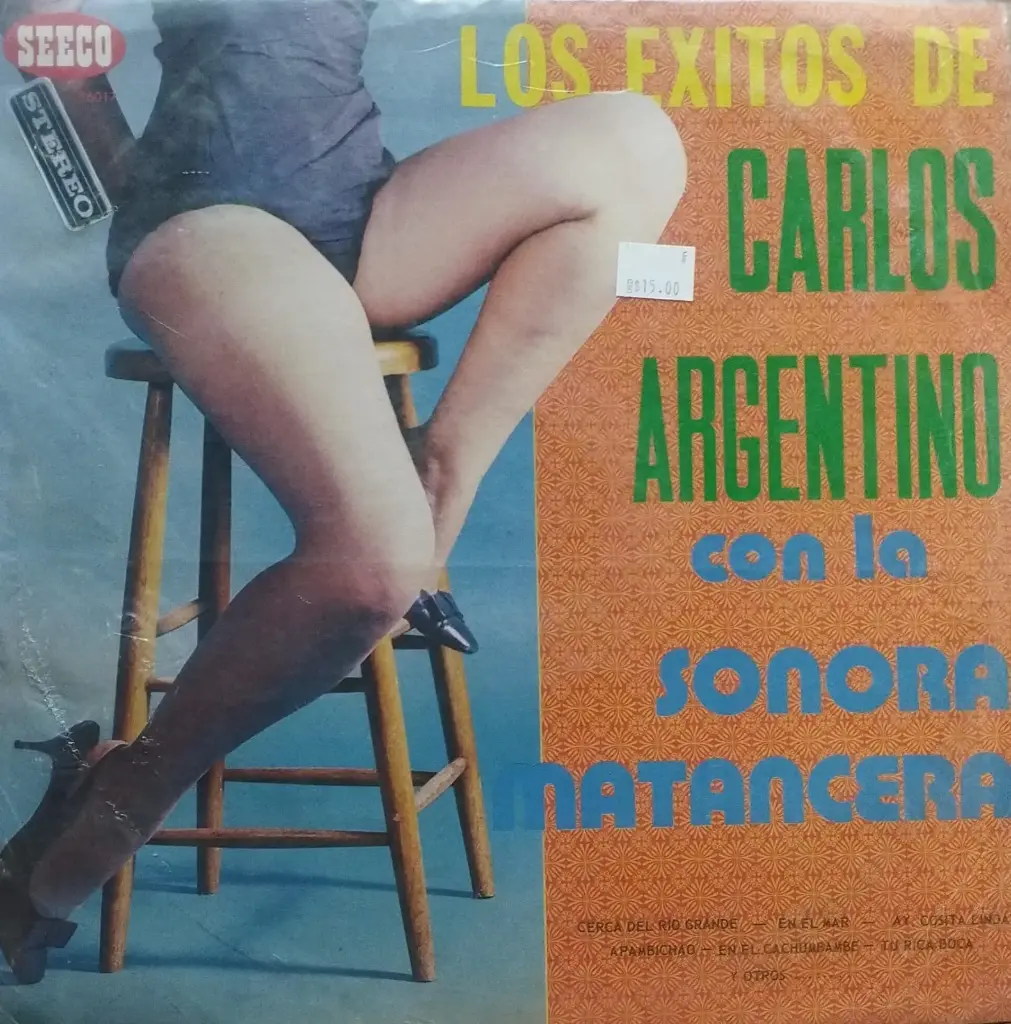 SEECO
STEREO
LOS EXITOS DE
CARLOS
ARGENTINO
con la
SONORA
MATANCERA
CERCA DEL RIO GRANDE — EN EL MAR — AY, COSITA LINDA
APAMBICHAO — EN EL CACHUMBAMBE — TU RICA BOCA
Y OTROS